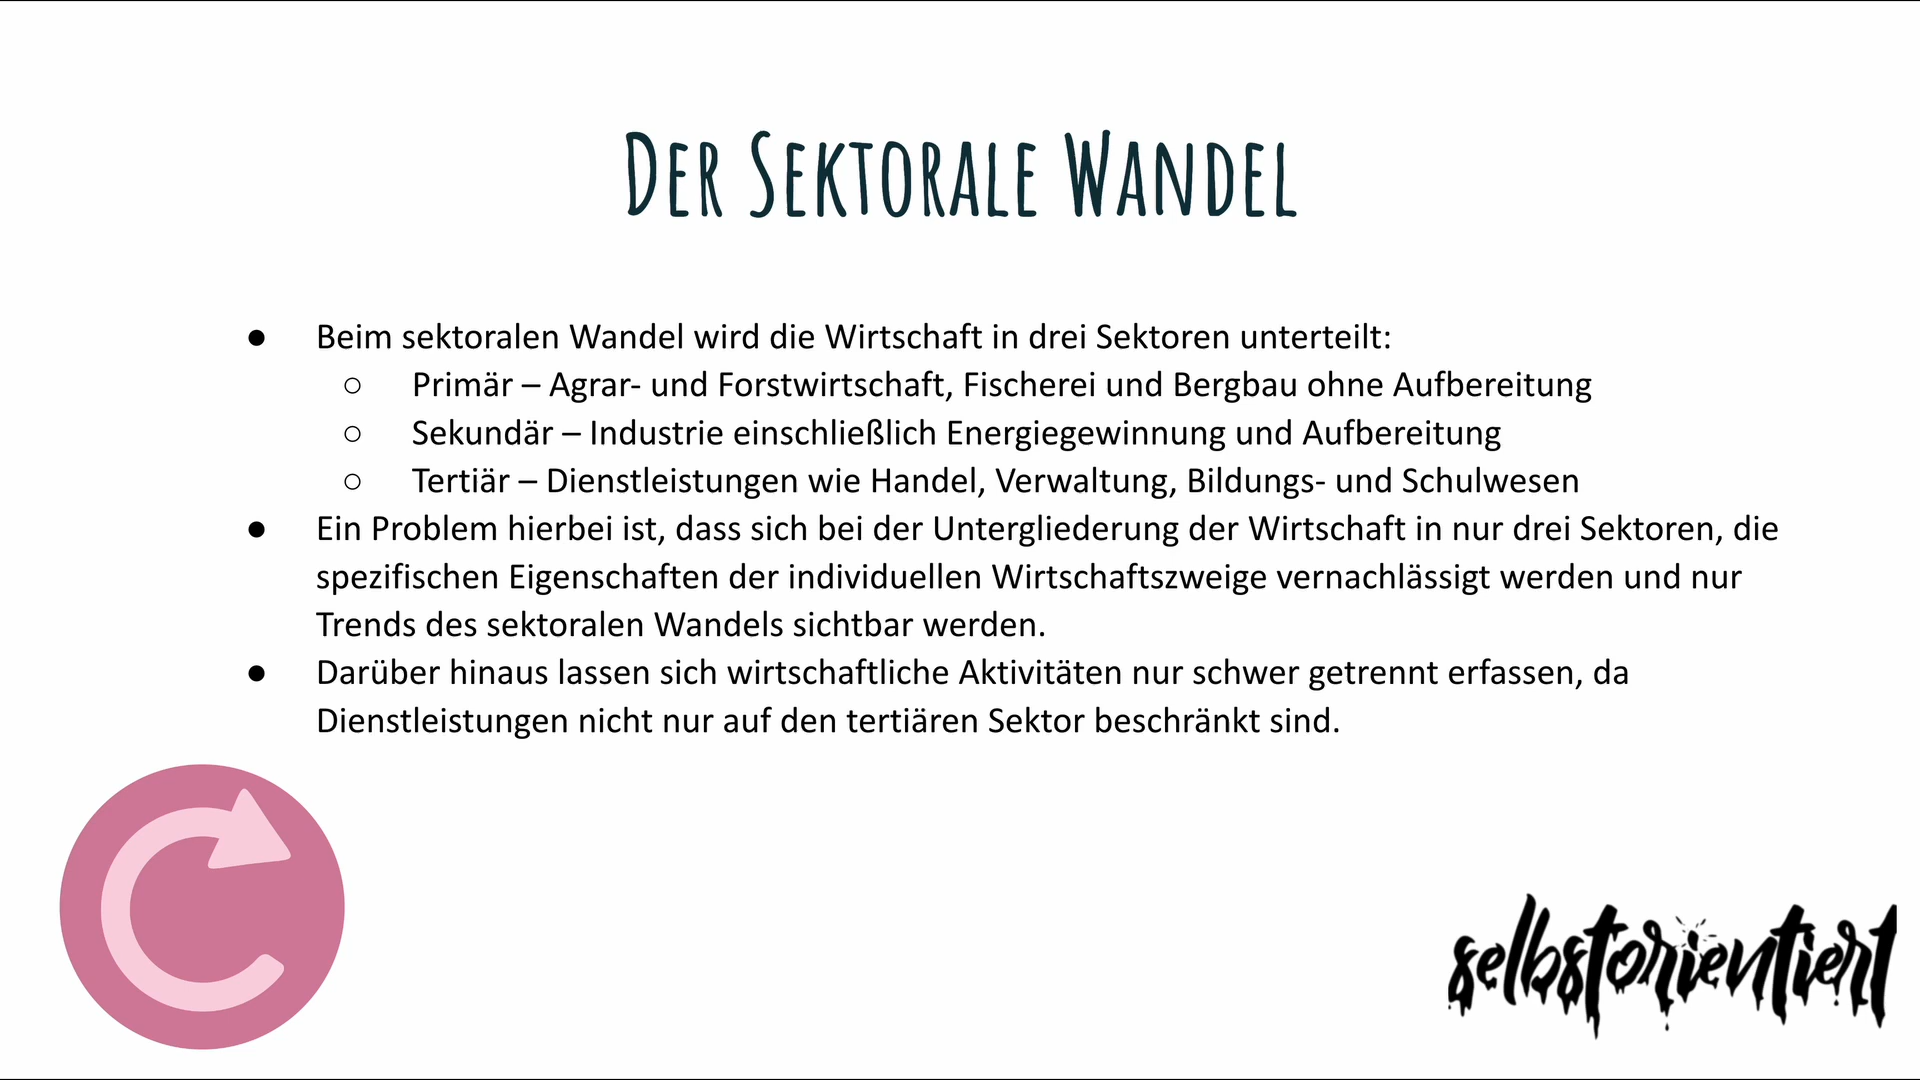 Der Sektorale Wandel
● Beim sektoralen Wandel wird die Wirtschaft in drei Sektoren unterteilt:
○ Primär – Agrar- und Forstwirtschaft, Fischerei und Bergbau ohne Aufbereitung
○ Sekundär – Industrie einschließlich Energiegewinnung und Aufbereitung
○ Tertiär – Dienstleistungen wie Handel, Verwaltung, Bildungs- und Schulwesen
● Ein Problem hierbei ist, dass sich bei der Untergliederung der Wirtschaft in nur drei Sektoren, die
spezifischen Eigenschaften der individuellen Wirtschaftszweige vernachlässigt werden und nur
Trends des sektoralen Wandels sichtbar werden.
● Darüber hinaus lassen sich wirtschaftliche Aktivitäten nur schwer getrennt erfassen, da
Dienstleistungen nicht nur auf den tertiären Sektor beschränkt sind.
selbstorientiert